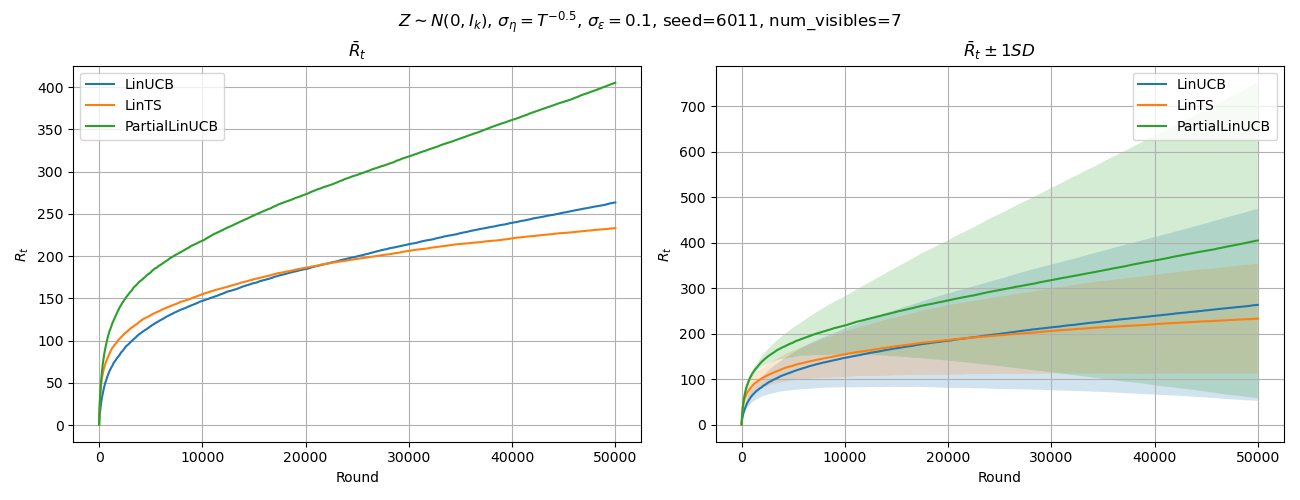 Z ~ N(0, I_k), σ_η = T^{-0.5}, σ_ε = 0.1, seed=6011, num_visibles=7
R̄_t
LinUCB
LinTS
PartialLinUCB
400
350
300
250
200
150
100
50
0
R_t
0 10000 20000 30000 40000 50000
Round
R̄_t ± 1SD
LinUCB
LinTS
PartialLinUCB
700
600
500
400
300
200
100
0
R_t
0 10000 20000 30000 40000 50000
Round